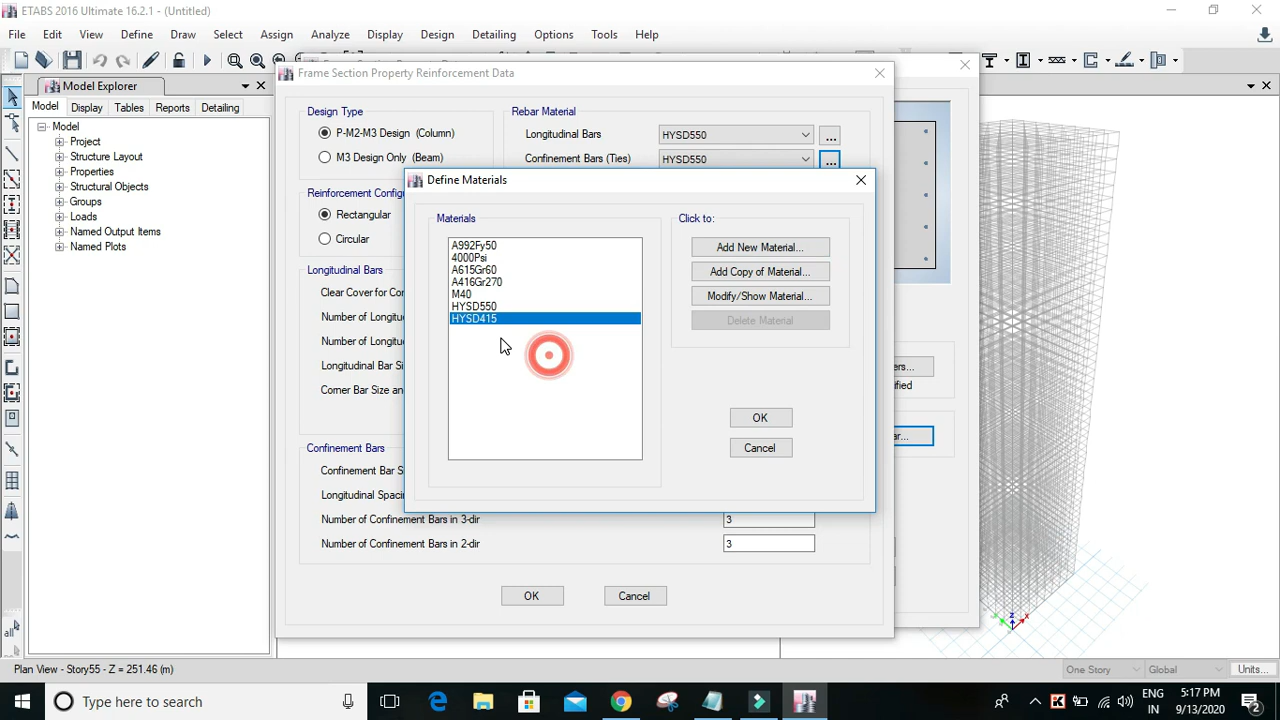 ETABS 2016 Ultimate 16.2.1 - (Untitled)
File Edit View Define Draw Select Assign Analyze Display Design Detailing Options Tools Help
Model Explorer
Model Display Tables Reports Detailing
Model
Project
Structure Layout
Properties
Structural Objects
Groups
Loads
Named Output Items
Named Plots
Frame Section Property Reinforcement Data
Design Type
P-M2-M3 Design (Column)
M3 Design Only (Beam)
Rebar Material
Longitudinal Bars HYSD550 ...
Confinement Bars (Ties) HYSD550 ...
Reinforcement Config
Rectangular
Circular
Longitudinal Bars
Clear Cover for Con
Number of Longitu
Number of Longitu
Longitudinal Bar Size
Corner Bar Size an
Confinement Bars
Confinement Bar S
Longitudinal Spaci
Number of Confinement Bars in 3-dir 3
Number of Confinement Bars in 2-dir 3
OK Cancel
Define Materials
Materials
A992Fy50
4000Psi
A615Gr60
A416Gr270
M40
HYSD550
HYSD415
Click to:
Add New Material...
Add Copy of Material...
Modify/Show Material...
Delete Material
OK
Cancel
ers...
ified
ar...
all
z
x
Plan View - Story55 - Z = 251.46 (m)
One Story Global Units...
Type here to search
ENG
IN
5:17 PM
9/13/2020
2